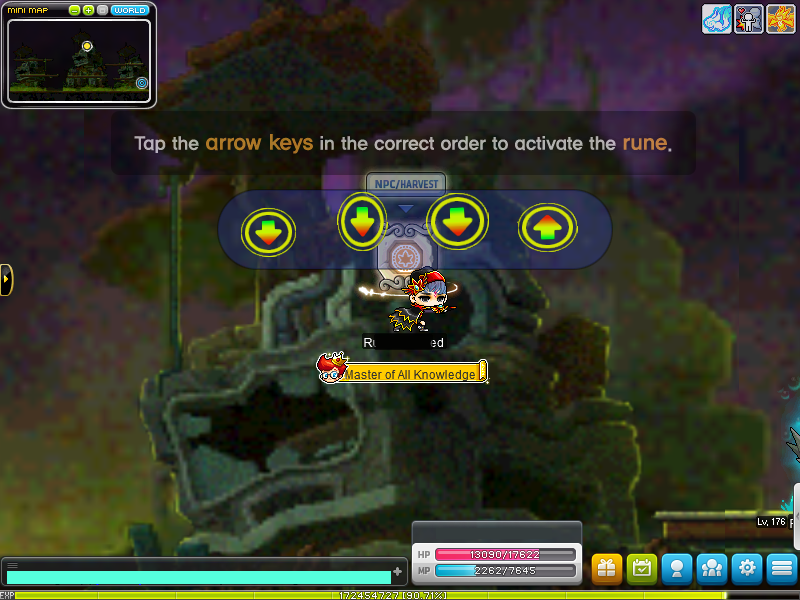 MINI MAP WORLD
Tap the arrow keys in the correct order to activate the rune.
NPC/HARVEST
Master of All Knowledge
Lv. 176
HP 13090/17622
MP 2262/7645
EXP 172454727 [90.71%]